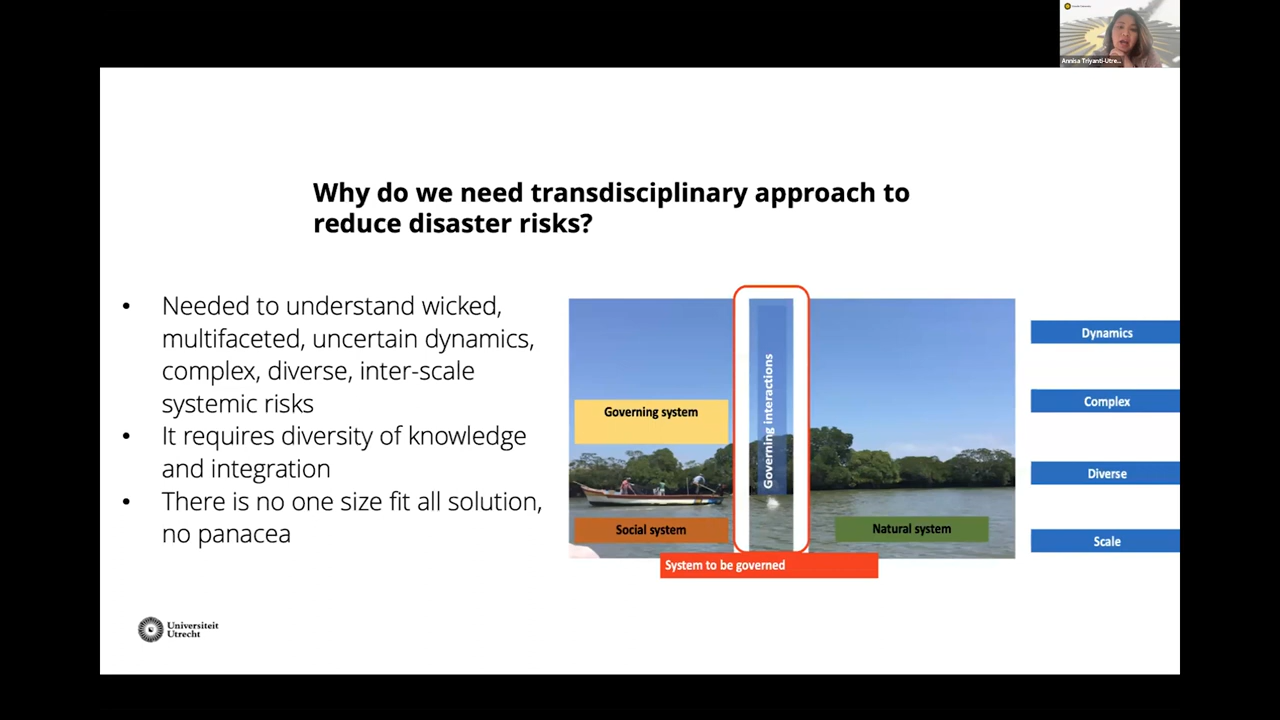 Annisa Triyanti-Utre...
Why do we need transdisciplinary approach to
reduce disaster risks?
• Needed to understand wicked,
multifaceted, uncertain dynamics,
complex, diverse, inter-scale
systemic risks
• It requires diversity of knowledge
and integration
• There is no one size fit all solution,
no panacea
Governing system
Governing interactions
Social system
Natural system
System to be governed
Dynamics
Complex
Diverse
Scale
Universiteit
Utrecht